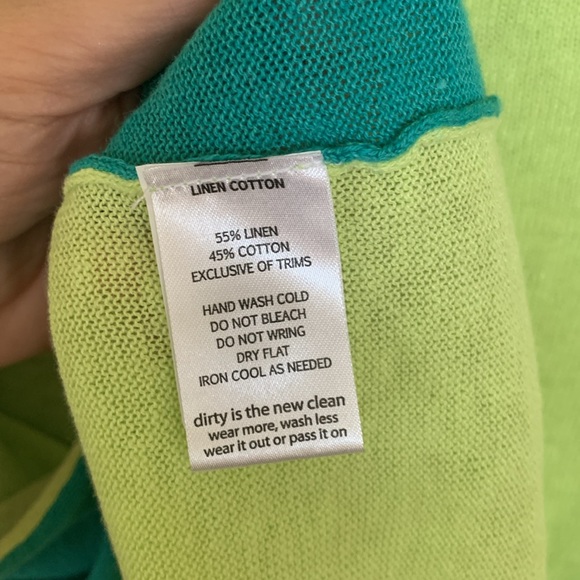 LINEN COTTON
55% LINEN
45% COTTON
EXCLUSIVE OF TRIMS
HAND WASH COLD
DO NOT BLEACH
DO NOT WRING
DRY FLAT
IRON COOL AS NEEDED
dirty is the new clean
wear more, wash less
wear it out or pass it on